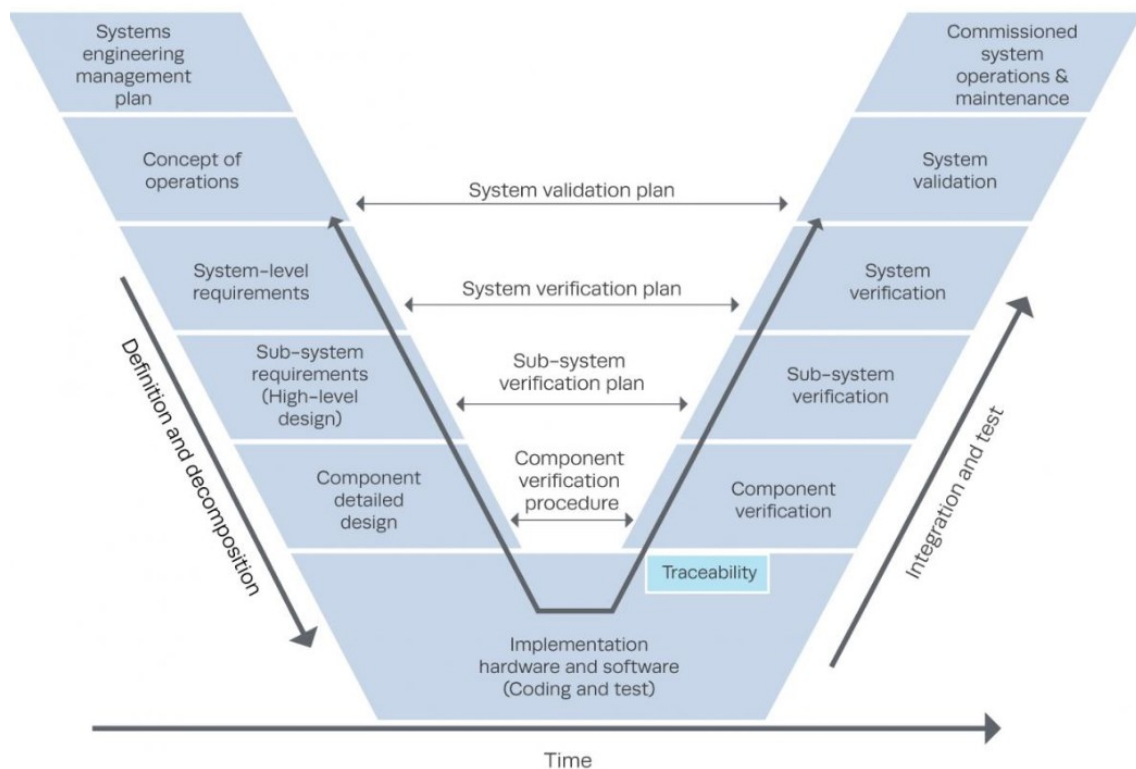 Systems
engineering
management
plan
Commissioned
system
operations &
maintenance
Concept of
operations
System validation plan
System
validation
System-level
requirements
System verification plan
System
verification
Sub-system
requirements
(High-level
design)
Sub-system
verification plan
Sub-system
verification
Component
detailed
design
Component
verification
procedure
Component
verification
Definition and decomposition
Integration and test
Traceability
Implementation
hardware and software
(Coding and test)
Time